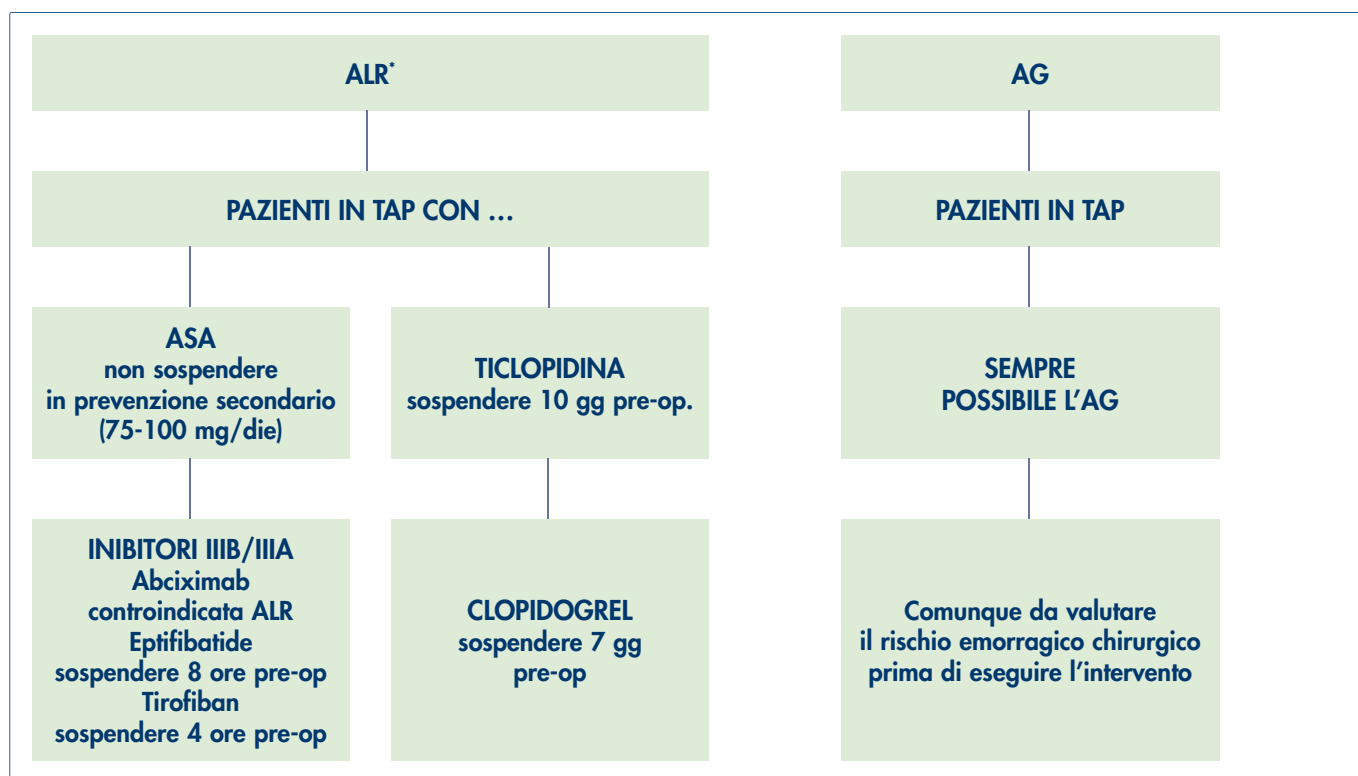 ALR*
PAZIENTI IN TAP CON ...
ASA
non sospendere
in prevenzione secondario
(75-100 mg/die)
TICLOPIDINA
sospendere 10 gg pre-op.
INIBITORI IIIB/IIIA
Abciximab
controindicata ALR
Eptifibatide
sospendere 8 ore pre-op
Tirofiban
sospendere 4 ore pre-op
CLOPIDOGREL
sospendere 7 gg
pre-op
AG
PAZIENTI IN TAP
SEMPRE
POSSIBILE L'AG
Comunque da valutare
il rischio emorragico chirurgico
prima di eseguire l'intervento